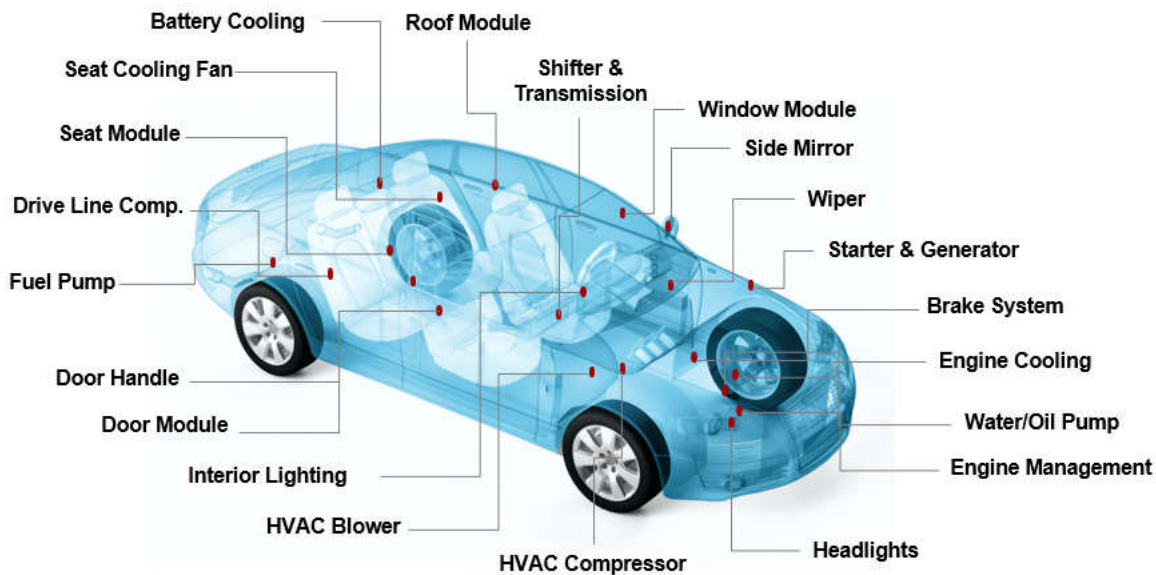 Battery Cooling
Roof Module
Seat Cooling Fan
Shifter &
Transmission
Seat Module
Window Module
Side Mirror
Drive Line Comp.
Wiper
Fuel Pump
Starter & Generator
Brake System
Door Handle
Engine Cooling
Door Module
Water/Oil Pump
Interior Lighting
Engine Management
HVAC Blower
HVAC Compressor
Headlights